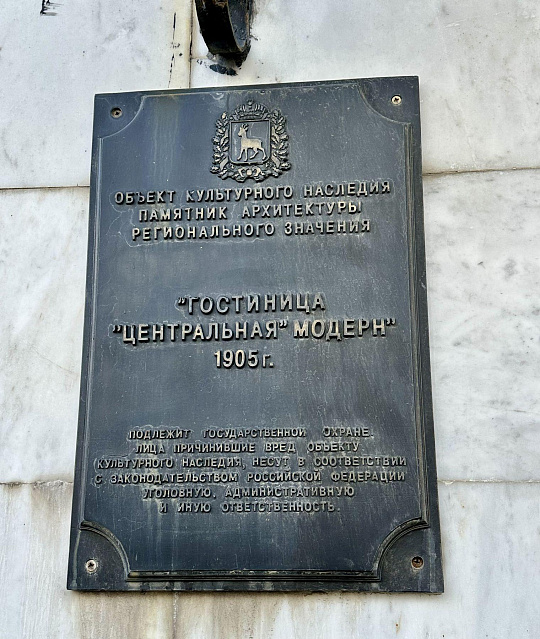 ОБЪЕКТ КУЛЬТУРНОГО НАСЛЕДИЯ
ПАМЯТНИК АРХИТЕКТУРЫ
РЕГИОНАЛЬНОГО ЗНАЧЕНИЯ
"ГОСТИНИЦА
"ЦЕНТРАЛЬНАЯ" МОДЕРН"
1905 г.
ПОДЛЕЖИТ ГОСУДАРСТВЕННОЙ ОХРАНЕ.
ЛИЦА ПРИЧИНИВШИЕ ВРЕД ОБЪЕКТУ
КУЛЬТУРНОГО НАСЛЕДИЯ, НЕСУТ В СООТВЕТСТВИИ
С ЗАКОНОДАТЕЛЬСТВОМ РОССИЙСКОЙ ФЕДЕРАЦИИ
УГОЛОВНУЮ, АДМИНИСТРАТИВНУЮ
И ИНУЮ ОТВЕТСТВЕННОСТЬ.